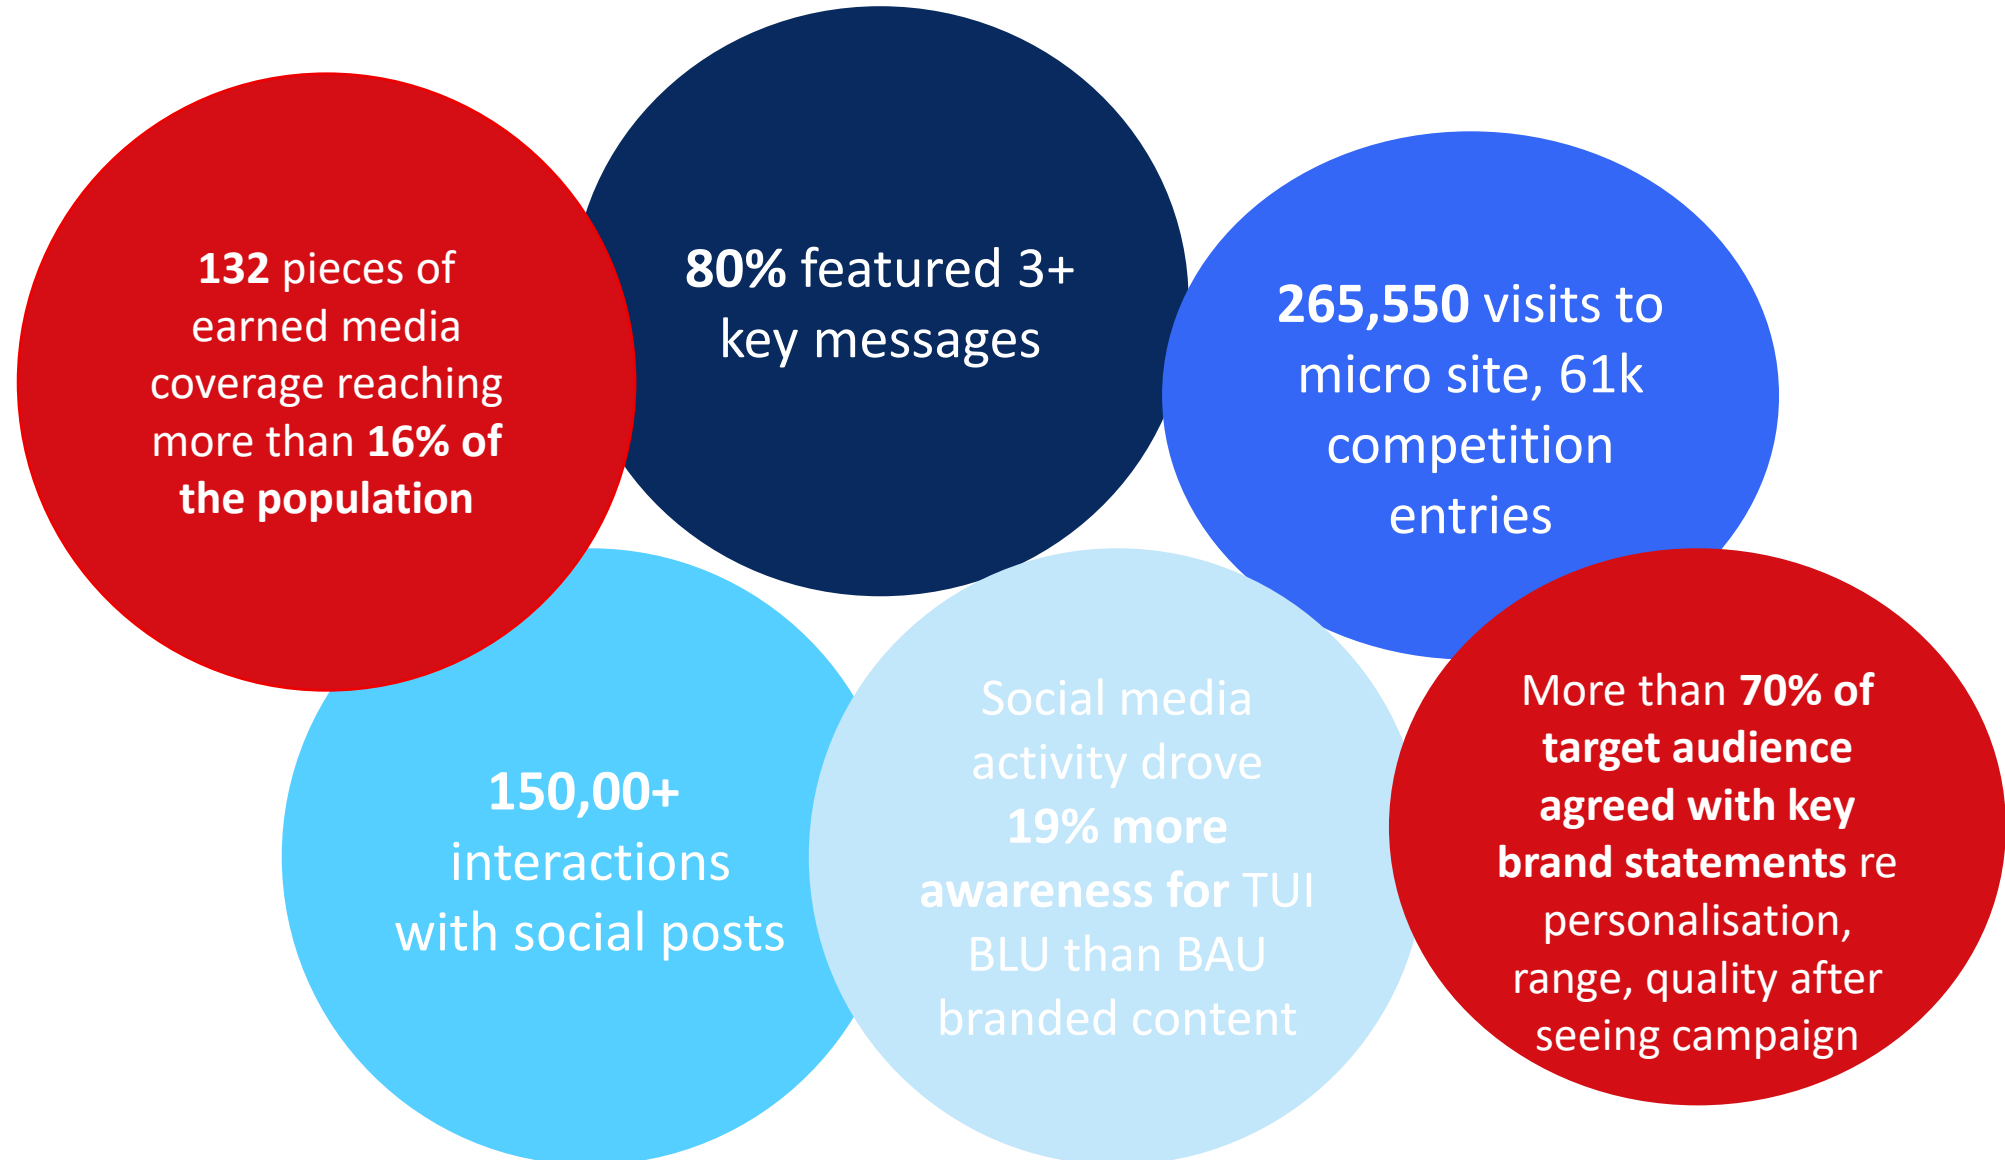 132 pieces of
earned media
coverage reaching
more than 16% of
the population
80% featured 3+
key messages
265,550 visits to
micro site, 61k
competition
entries
150,00+
interactions
with social posts
Social media
activity drove
19% more
awareness for TUI
BLU than BAU
branded content
More than 70% of
target audience
agreed with key
brand statements re
personalisation,
range, quality after
seeing campaign